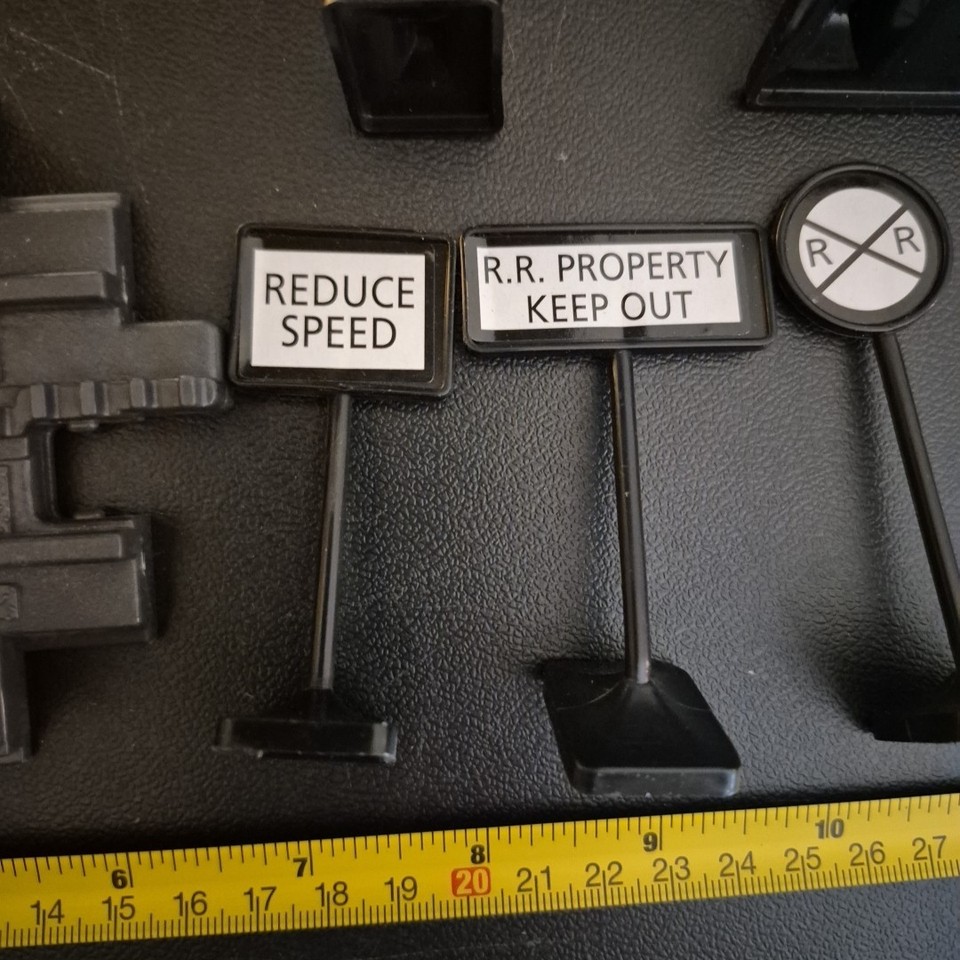 REDUCE
SPEED
R.R. PROPERTY
KEEP OUT
R R
6 7 8 9 10
14 15 16 17 18 19 20 21 22 23 24 25 26 27